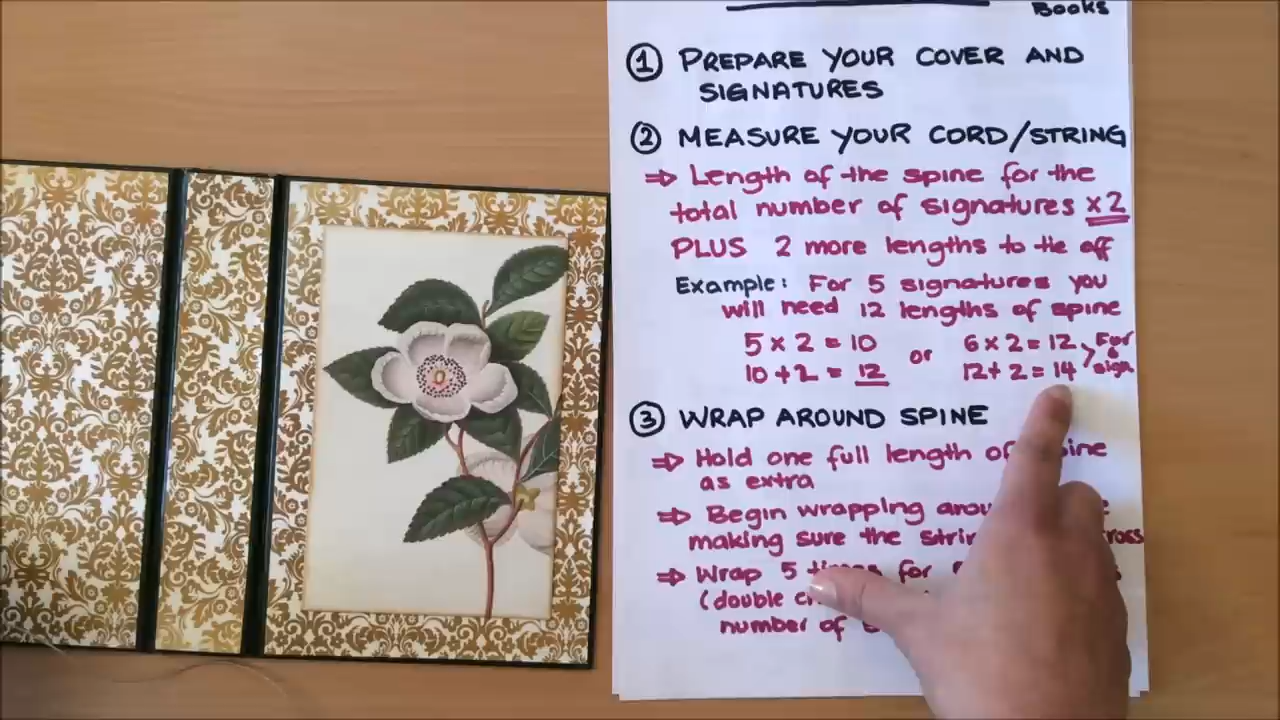 Books
① PREPARE YOUR COVER AND
SIGNATURES
② MEASURE YOUR CORD/STRING
⇒ Length of the spine for the
total number of signatures x2
PLUS 2 more lengths to tie off
Example: For 5 signatures you
will need 12 lengths of spine
5 x 2 = 10 or 6 x 2 = 12 > For 6
10 + 2 = 12 12 + 2 = 14 sign.
③ WRAP AROUND SPINE
⇒ Hold one full length of
as extra
⇒ Begin wrapping
making sure the
⇒ Wrap 5 times for
(double
number of